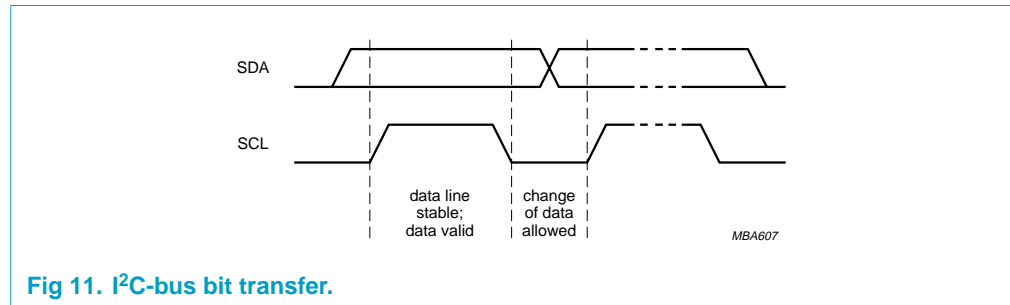 SDA
SCL
data line
stable;
data valid
change
of data
allowed
MBA607
Fig 11. I²C-bus bit transfer.